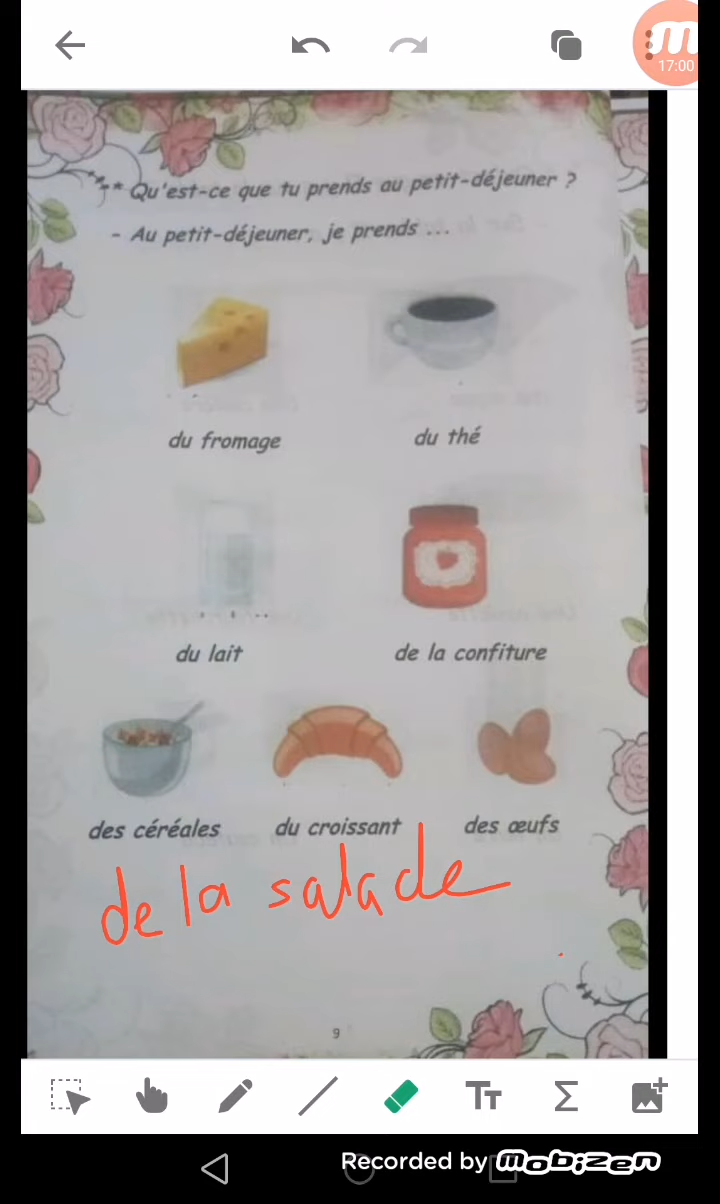 17:00
** Qu'est-ce que tu prends au petit-déjeuner ?
- Au petit-déjeuner, je prends ...
du fromage du thé
du lait de la confiture
des céréales du croissant des œufs
de la salade
9
TT Σ
Recorded by mobizen